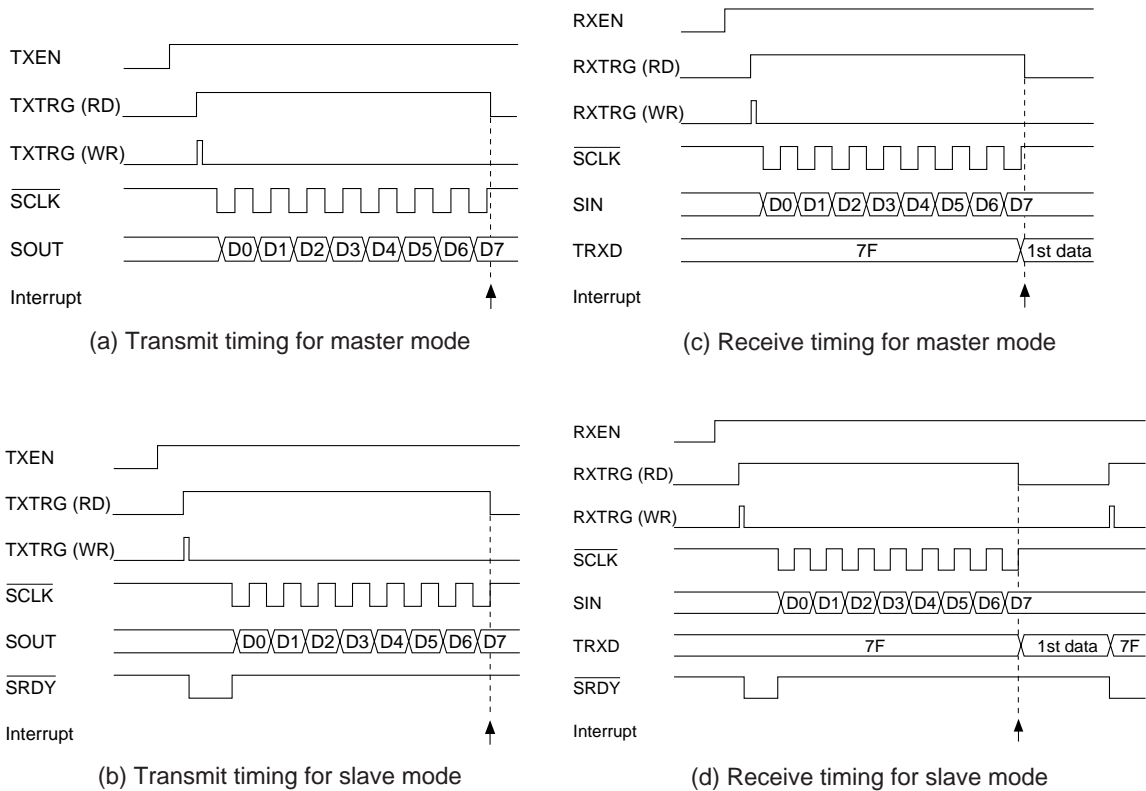 TXEN
TXTRG (RD)
TXTRG (WR)
SCLK
SOUT D0 D1 D2 D3 D4 D5 D6 D7
Interrupt
(a) Transmit timing for master mode
RXEN
RXTRG (RD)
RXTRG (WR)
SCLK
SIN D0 D1 D2 D3 D4 D5 D6 D7
TRXD 7F 1st data
Interrupt
(c) Receive timing for master mode
TXEN
TXTRG (RD)
TXTRG (WR)
SCLK
SOUT D0 D1 D2 D3 D4 D5 D6 D7
SRDY
Interrupt
(b) Transmit timing for slave mode
RXEN
RXTRG (RD)
RXTRG (WR)
SCLK
SIN D0 D1 D2 D3 D4 D5 D6 D7
TRXD 7F 1st data 7F
SRDY
Interrupt
(d) Receive timing for slave mode